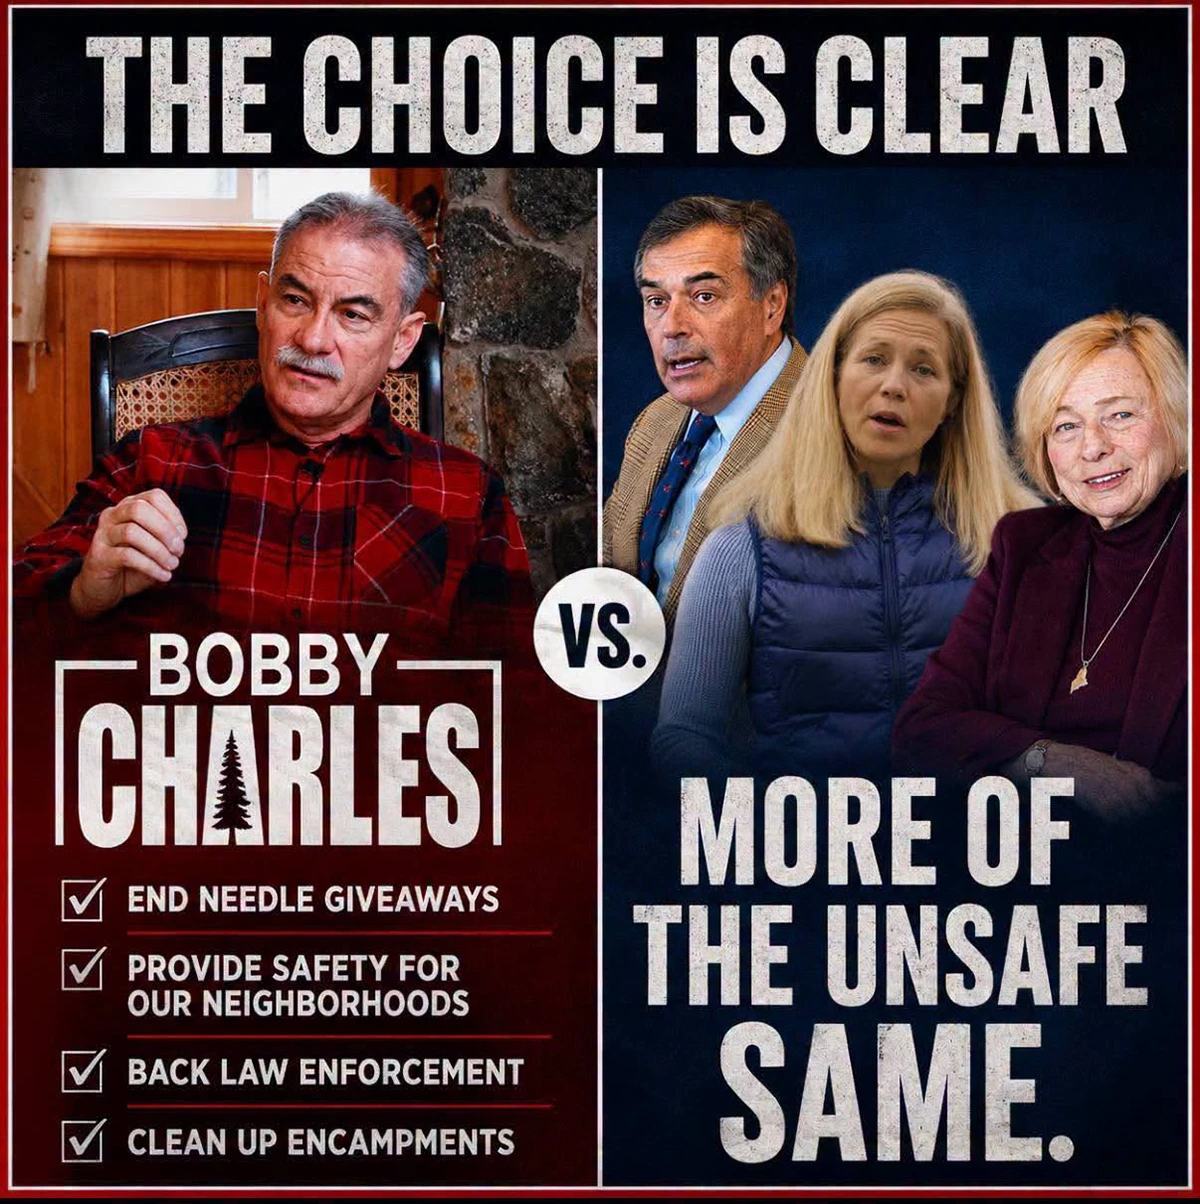 THE CHOICE IS CLEAR
BOBBY
CHARLES
END NEEDLE GIVEAWAYS
PROVIDE SAFETY FOR
OUR NEIGHBORHOODS
BACK LAW ENFORCEMENT
CLEAN UP ENCAMPMENTS
VS.
MORE OF
THE UNSAFE
SAME.